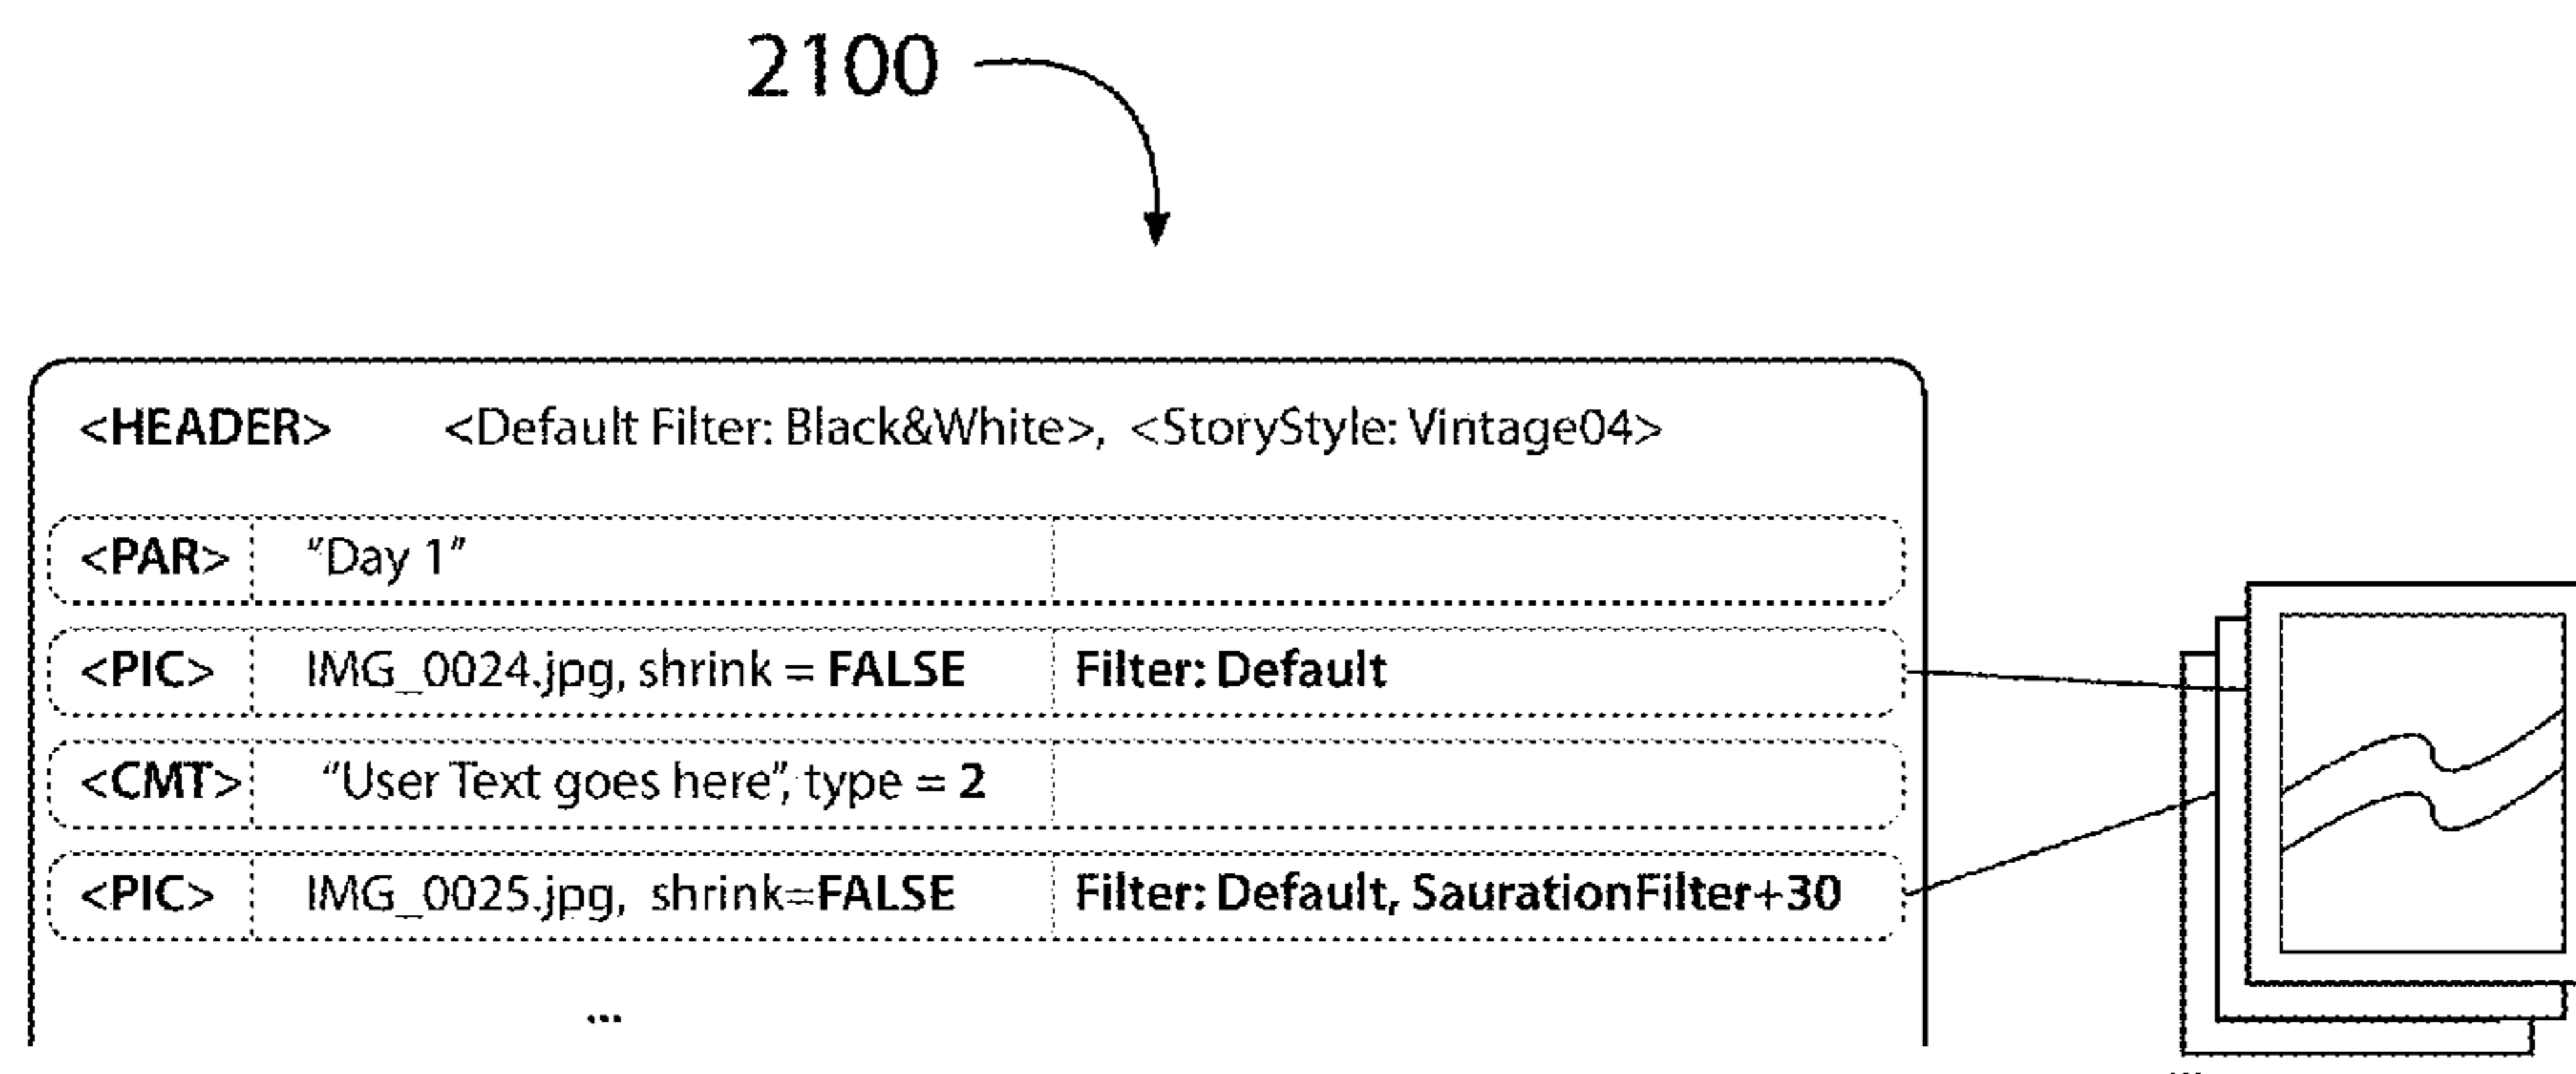 2100
<HEADER> <Default Filter: Black&White>, <StoryStyle: Vintage04>
<PAR> "Day 1"
<PIC> IMG_0024.jpg, shrink = FALSE Filter: Default
<CMT> "User Text goes here", type = 2
<PIC> IMG_0025.jpg, shrink=FALSE Filter: Default, SaurationFilter+30
...